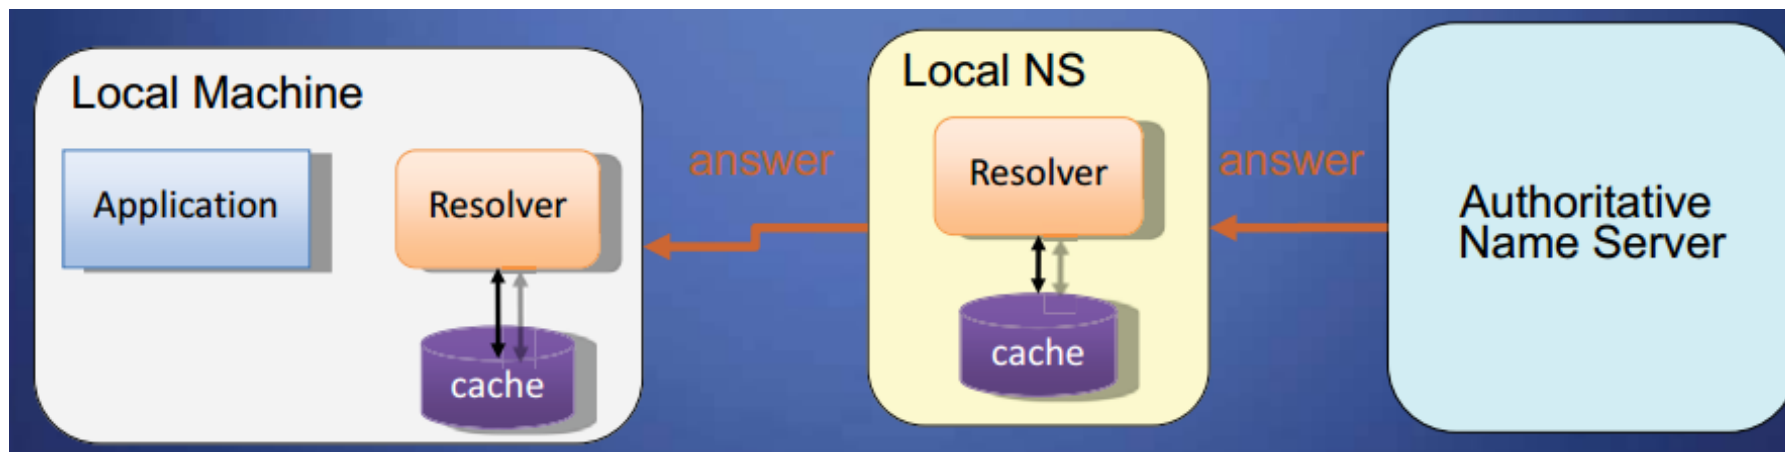 Local Machine
Application
Resolver
cache
answer
Local NS
Resolver
cache
answer
Authoritative
Name Server